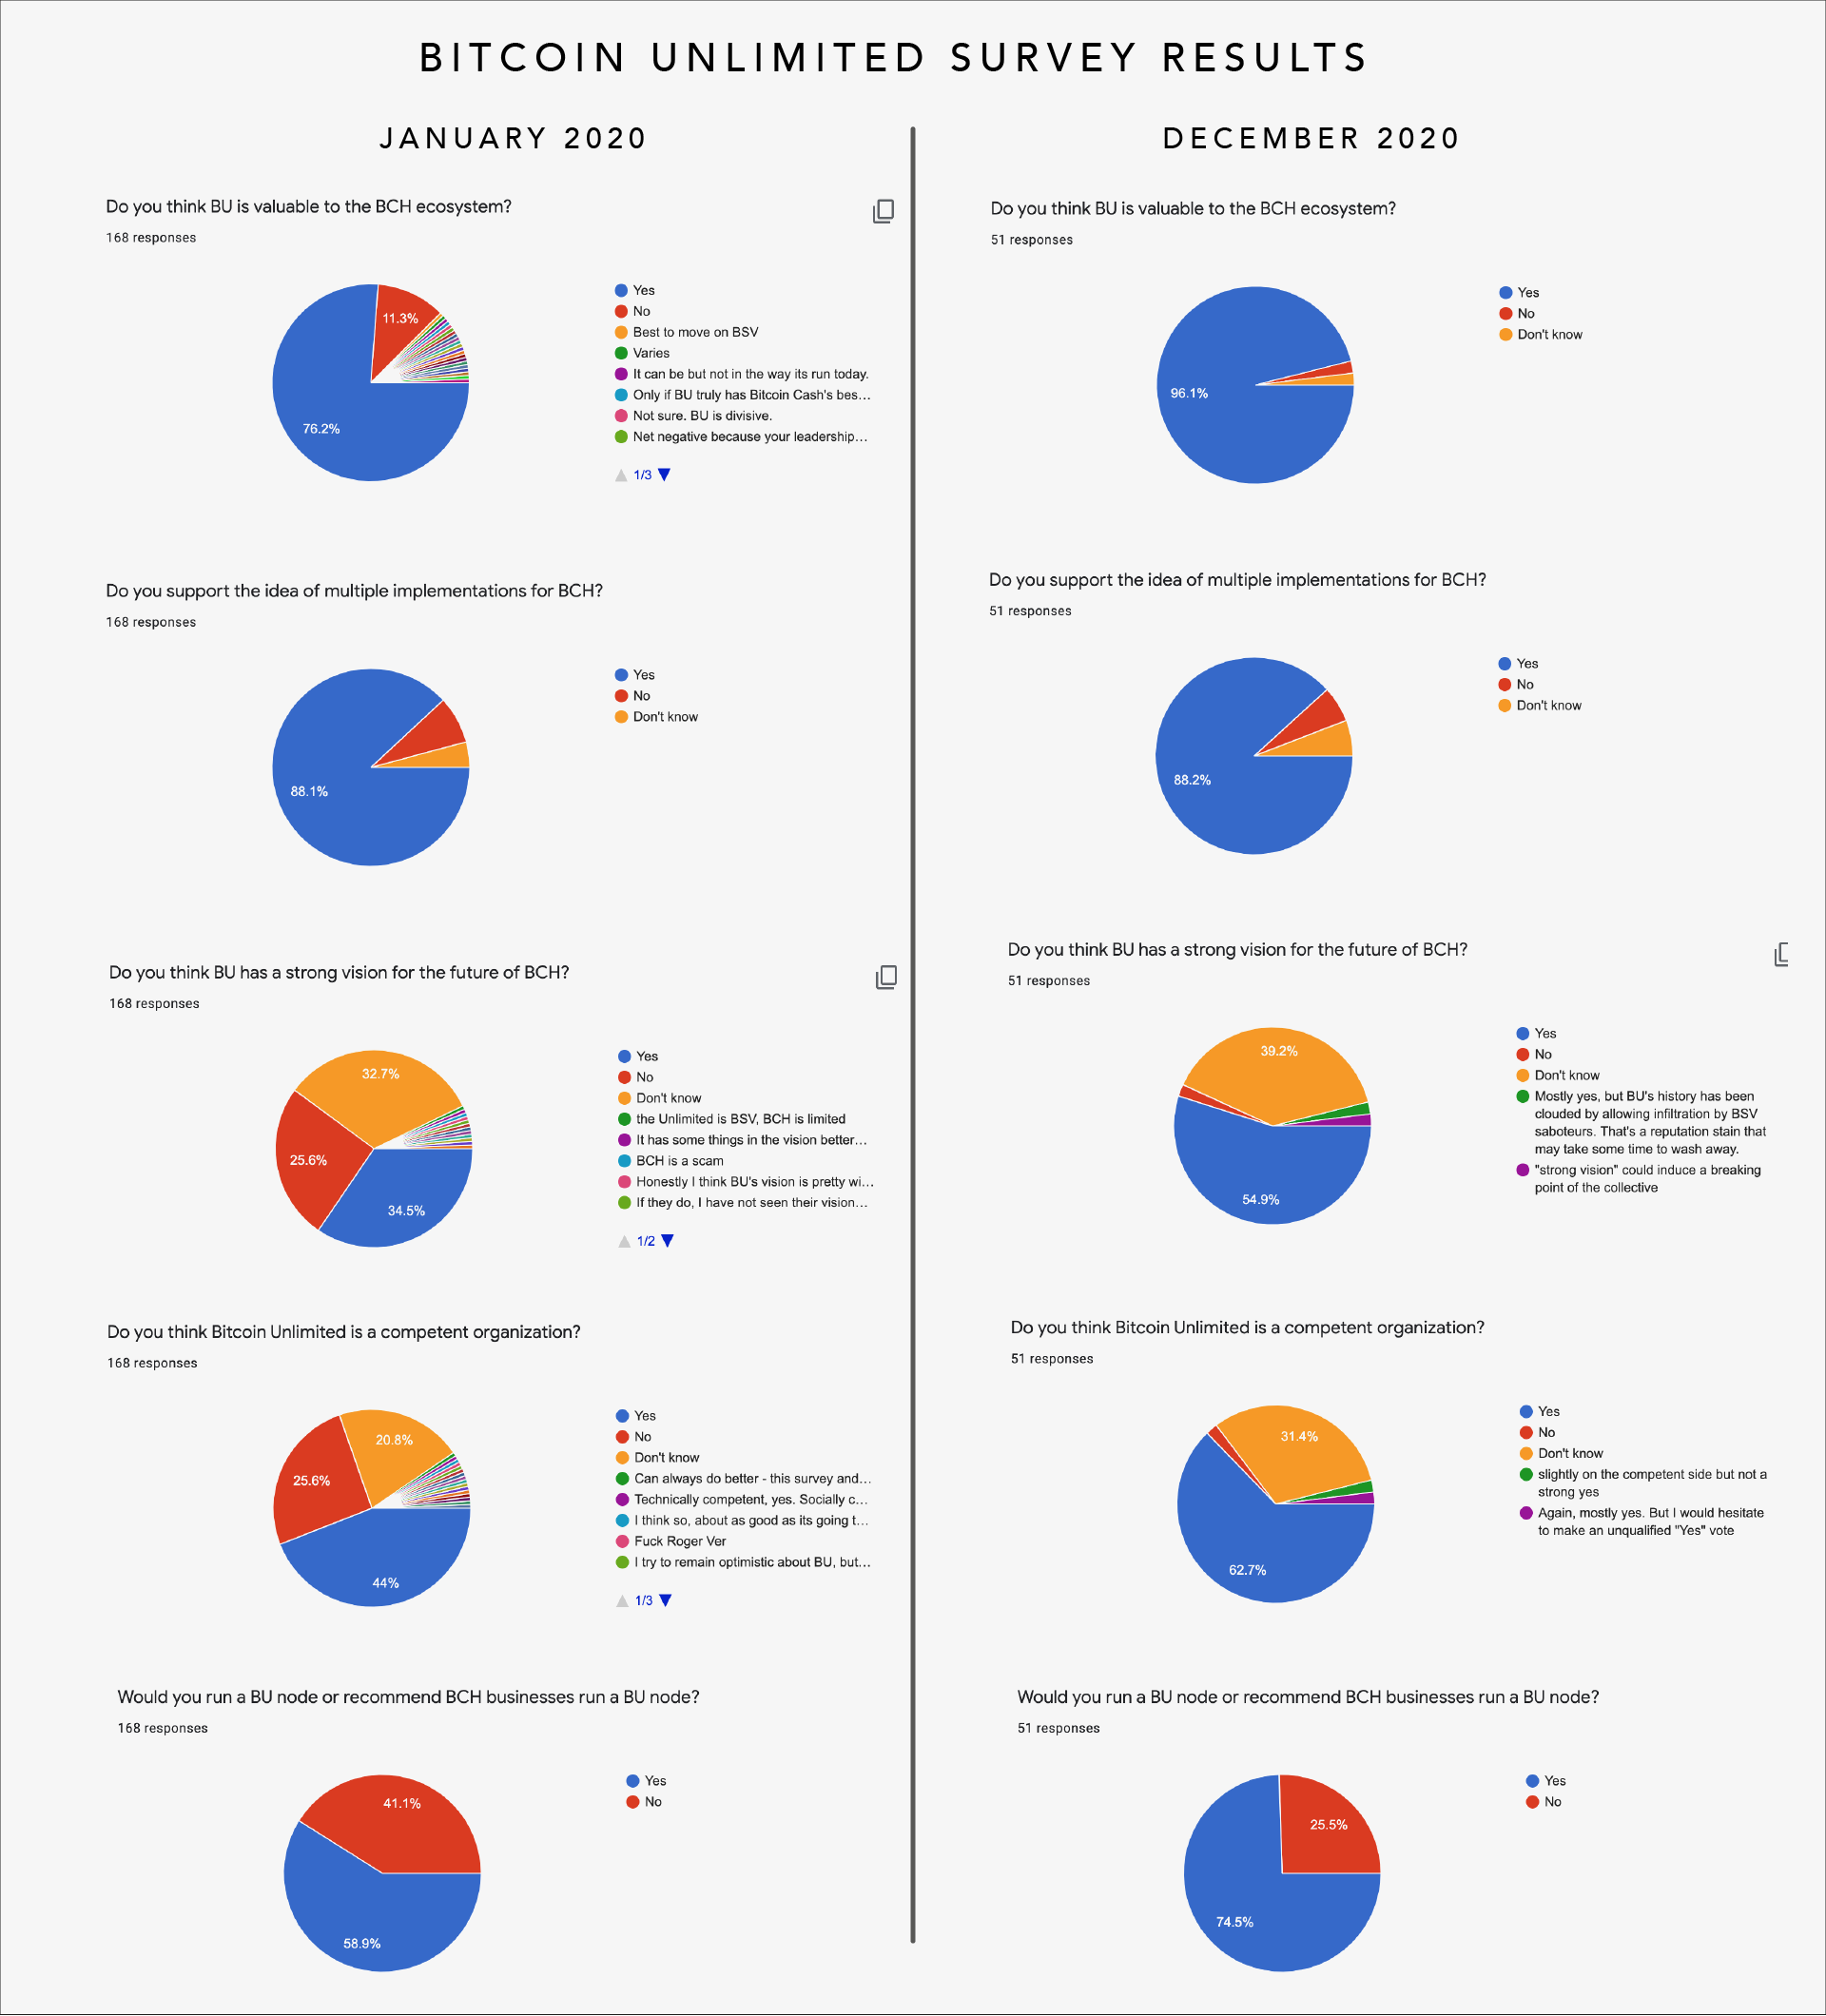 BITCOIN UNLIMITED SURVEY RESULTS
JANUARY 2020
Do you think BU is valuable to the BCH ecosystem?
168 responses
11.3%
76.2%
Yes
No
Best to move on BSV
Varies
It can be but not in the way its run today.
Only if BU truly has Bitcoin Cash's bes…
Not sure. BU is divisive.
Net negative because your leadership…
1/3
Do you support the idea of multiple implementations for BCH?
168 responses
88.1%
Yes
No
Don't know
Do you think BU has a strong vision for the future of BCH?
168 responses
32.7%
25.6%
34.5%
Yes
No
Don't know
the Unlimited is BSV, BCH is limited
It has some things in the vision better…
BCH is a scam
Honestly I think BU's vision is pretty wi…
If they do, I have not seen their vision…
1/2
Do you think Bitcoin Unlimited is a competent organization?
168 responses
20.8%
25.6%
44%
Yes
No
Don't know
Can always do better - this survey and…
Technically competent, yes. Socially c…
I think so, about as good as its going t…
Fuck Roger Ver
I try to remain optimistic about BU, but…
1/3
Would you run a BU node or recommend BCH businesses run a BU node?
168 responses
41.1%
58.9%
Yes
No
DECEMBER 2020
Do you think BU is valuable to the BCH ecosystem?
51 responses
96.1%
Yes
No
Don't know
Do you support the idea of multiple implementations for BCH?
51 responses
88.2%
Yes
No
Don't know
Do you think BU has a strong vision for the future of BCH?
51 responses
39.2%
54.9%
Yes
No
Don't know
Mostly yes, but BU's history has been
clouded by allowing infiltration by BSV
saboteurs. That's a reputation stain that
may take some time to wash away.
"strong vision" could induce a breaking
point of the collective
Do you think Bitcoin Unlimited is a competent organization?
51 responses
31.4%
62.7%
Yes
No
Don't know
slightly on the competent side but not a
strong yes
Again, mostly yes. But I would hesitate
to make an unqualified "Yes" vote
Would you run a BU node or recommend BCH businesses run a BU node?
51 responses
25.5%
74.5%
Yes
No